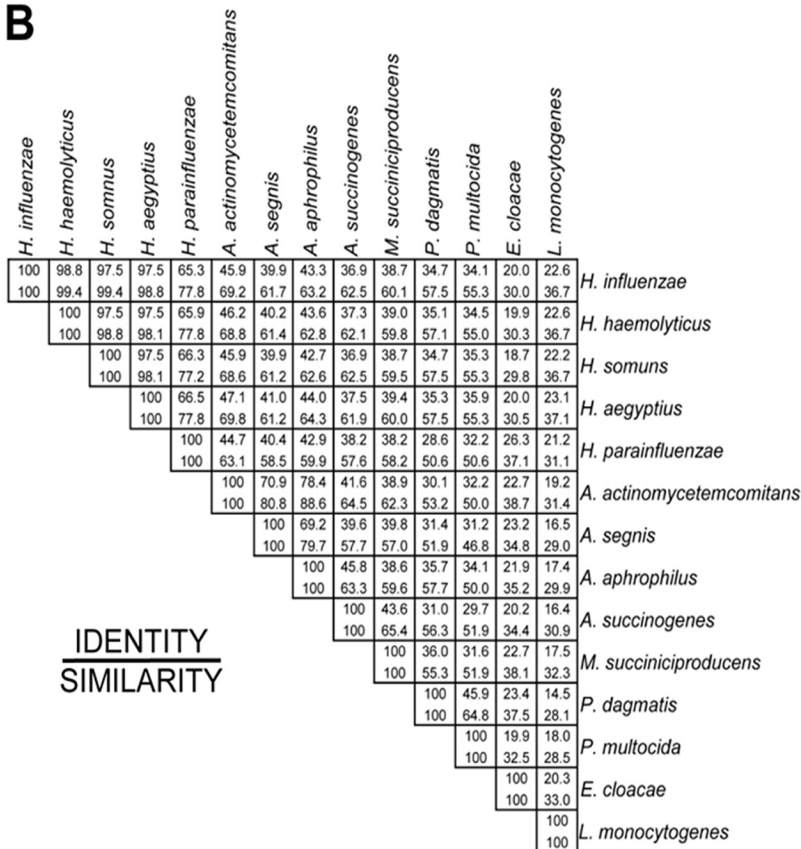 B
H. influenzae
H. haemolyticus
H. somnus
H. aegyptius
H. parainfluenzae
A. actinomycetemcomitans
A. segnis
A. aphrophilus
A. succinogenes
M. succiniciproducens
P. dagmatis
P. multocida
E. cloacae
L. monocytogenes
100 98.8 97.5 97.5 65.3 45.9 39.9 43.3 36.9 38.7 34.7 34.1 20.0 22.6
100 99.4 99.4 98.8 77.8 69.2 61.7 63.2 62.5 60.1 57.5 55.3 30.0 36.7
H. influenzae
100 97.5 97.5 65.9 46.2 40.2 43.6 37.3 39.0 35.1 34.5 19.9 22.6
100 98.8 98.1 77.8 68.8 61.4 62.8 62.1 59.8 57.1 55.0 30.3 36.7
H. haemolyticus
100 97.5 66.3 45.9 39.9 42.7 36.9 38.7 34.7 35.3 18.7 22.2
100 98.1 77.2 68.6 61.2 62.6 62.5 59.5 57.5 55.3 29.8 36.7
H. somuns
100 66.5 47.1 41.0 44.0 37.5 39.4 35.3 35.9 20.0 23.1
100 77.8 69.8 61.2 64.3 61.9 60.0 57.5 55.3 30.5 37.1
H. aegyptius
100 44.7 40.4 42.9 38.2 38.2 28.6 32.2 26.3 21.2
100 63.1 58.5 59.9 57.6 58.2 50.6 50.6 37.1 31.1
H. parainfluenzae
100 70.9 78.4 41.6 38.9 30.1 32.2 22.7 19.2
100 80.8 88.6 64.5 62.3 53.2 50.0 38.7 31.4
A. actinomycetemcomitans
100 69.2 39.6 39.8 31.4 31.2 23.2 16.5
100 79.7 57.7 57.0 51.9 46.8 34.8 29.0
A. segnis
100 45.8 38.6 35.7 34.1 21.9 17.4
100 63.3 59.6 57.7 50.0 35.2 29.9
A. aphrophilus
100 43.6 31.0 29.7 20.2 16.4
100 65.4 56.3 51.9 34.4 30.9
A. succinogenes
100 36.0 31.6 22.7 17.5
100 55.3 51.9 38.1 32.3
M. succiniciproducens
100 45.9 23.4 14.5
100 64.8 37.5 28.1
P. dagmatis
100 19.9 18.0
100 32.5 28.5
P. multocida
100 20.3
100 33.0
E. cloacae
100
100
L. monocytogenes
IDENTITY
SIMILARITY